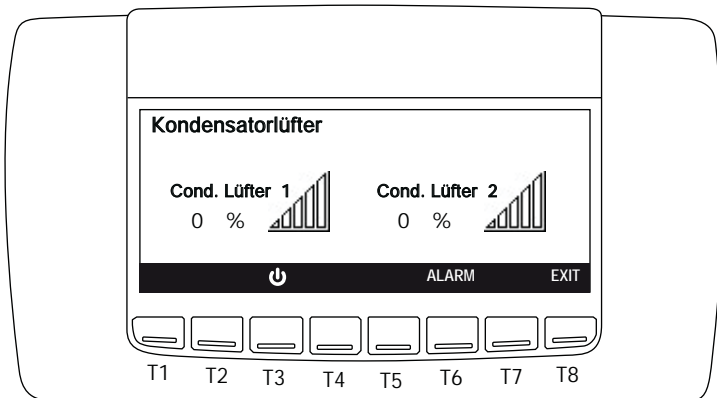 Kondensatorlüfter
Cond. Lüfter 1 Cond. Lüfter 2
0 % 0 %
ALARM EXIT
T1 T2 T3 T4 T5 T6 T7 T8